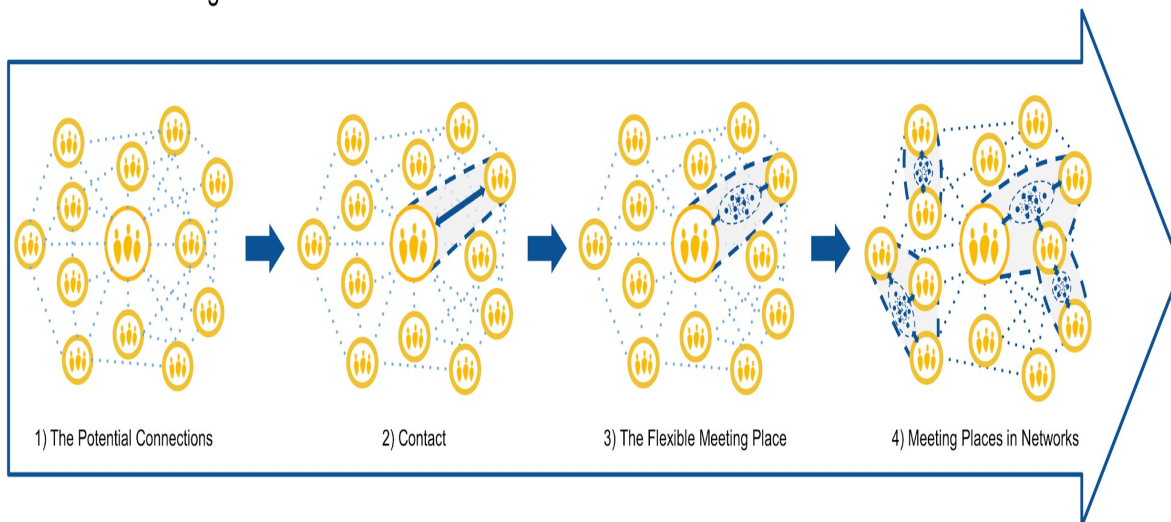 1) The Potential Connections
2) Contact
3) The Flexible Meeting Place
4) Meeting Places in Networks